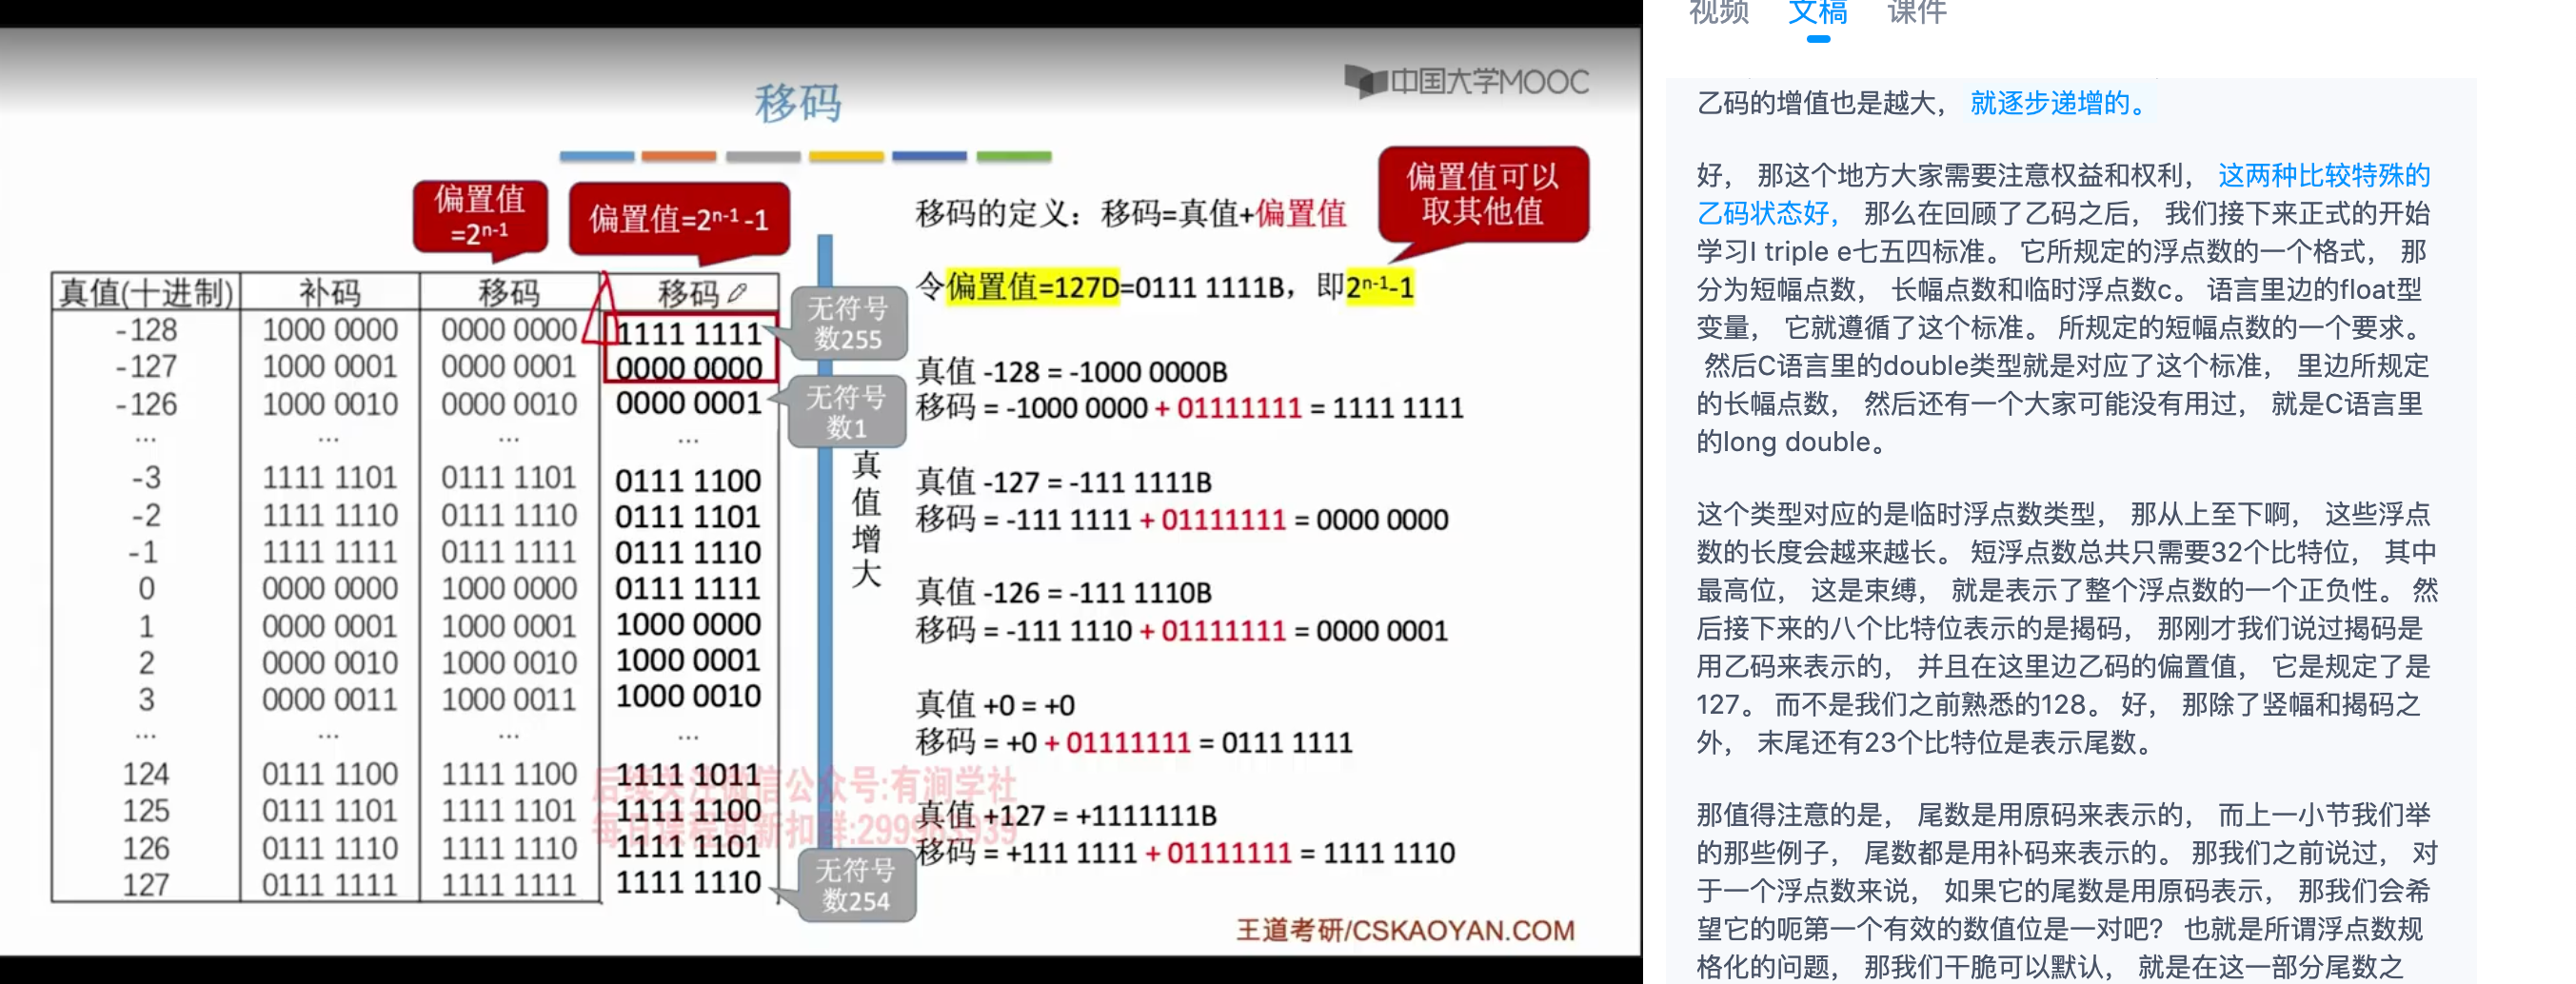 中国大学MOOC
移码
偏置值
=2ⁿ⁻¹
偏置值=2ⁿ⁻¹ -1
偏置值可以
取其他值
移码的定义：移码=真值+偏置值
令偏置值=127D=0111 1111B，即2ⁿ⁻¹-1
真值(十进制) 补码 移码 移码
-128 1000 0000 0000 0000 1111 1111
-127 1000 0001 0000 0001 0000 0000
-126 1000 0010 0000 0010 0000 0001
... ... ... ...
-3 1111 1101 0111 1101 0111 1100
-2 1111 1110 0111 1110 0111 1101
-1 1111 1111 0111 1111 0111 1110
0 0000 0000 1000 0000 0111 1111
1 0000 0001 1000 0001 1000 0000
2 0000 0010 1000 0010 1000 0001
3 0000 0011 1000 0011 1000 0010
... ... ... ...
124 0111 1100 1111 1100 1111 1011
125 0111 1101 1111 1101 1111 1100
126 0111 1110 1111 1110 1111 1101
127 0111 1111 1111 1111 1111 1110
无符号
数255
无符号
数1
真
值
增
大
无符号
数254
真值 -128 = -1000 0000B
移码 = -1000 0000 + 01111111 = 1111 1111
真值 -127 = -111 1111B
移码 = -111 1111 + 01111111 = 0000 0000
真值 -126 = -111 1110B
移码 = -111 1110 + 01111111 = 0000 0001
真值 +0 = +0
移码 = +0 + 01111111 = 0111 1111
真值 +127 = +1111111B
移码 = +111 1111 + 01111111 = 1111 1110
后续关注微信公众号:有涧学社
每日课程更新扣群:299963939
王道考研/CSKAOYAN.COM
视频 文稿 课件
乙码的增值也是越大， 就逐步递增的。
好， 那这个地方大家需要注意权益和权利， 这两种比较特殊的
乙码状态好， 那么在回顾了乙码之后， 我们接下来正式的开始
学习I triple e七五四标准。 它所规定的浮点数的一个格式， 那
分为短幅点数， 长幅点数和临时浮点数c。 语言里边的float型
变量， 它就遵循了这个标准。 所规定的短幅点数的一个要求。
然后C语言里的double类型就是对应了这个标准， 里边所规定
的长幅点数， 然后还有一个大家可能没有用过， 就是C语言里
的long double。
这个类型对应的是临时浮点数类型， 那从上至下啊， 这些浮点
数的长度会越来越长。 短浮点数总共只需要32个比特位， 其中
最高位， 这是束缚， 就是表示了整个浮点数的一个正负性。 然
后接下来的八个比特位表示的是揭码， 那刚才我们说过揭码是
用乙码来表示的， 并且在这里边乙码的偏置值， 它是规定了是
127。 而不是我们之前熟悉的128。 好， 那除了竖幅和揭码之
外， 末尾还有23个比特位是表示尾数。
那值得注意的是， 尾数是用原码来表示的， 而上一小节我们举
的那些例子， 尾数都是用补码来表示的。 那我们之前说过， 对
于一个浮点数来说， 如果它的尾数是用原码表示， 那我们会希
望它的呃第一个有效的数值位是一对吧？ 也就是所谓浮点数规
格化的问题， 那我们干脆可以默认， 就是在这一部分尾数之